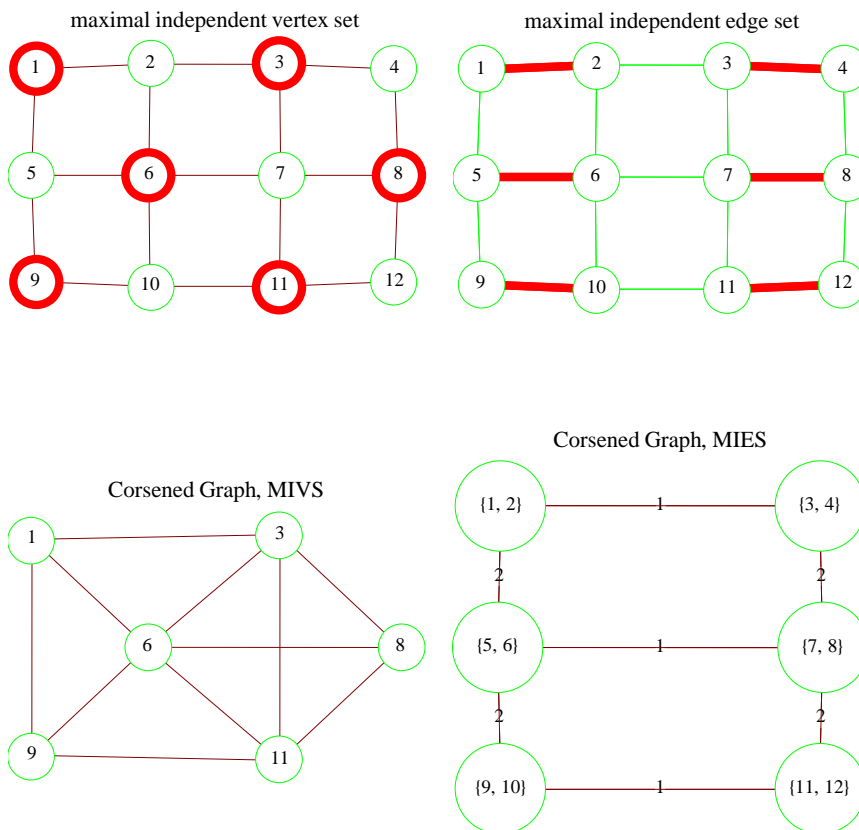 maximal independent vertex set
1 2 3 4
5 6 7 8
9 10 11 12
maximal independent edge set
1 2 3 4
5 6 7 8
9 10 11 12
Corsened Graph, MIVS
1 3
6 8
9 11
Corsened Graph, MIES
{1, 2} 1 {3, 4}
2 2
{5, 6} 1 {7, 8}
2 2
{9, 10} 1 {11, 12}